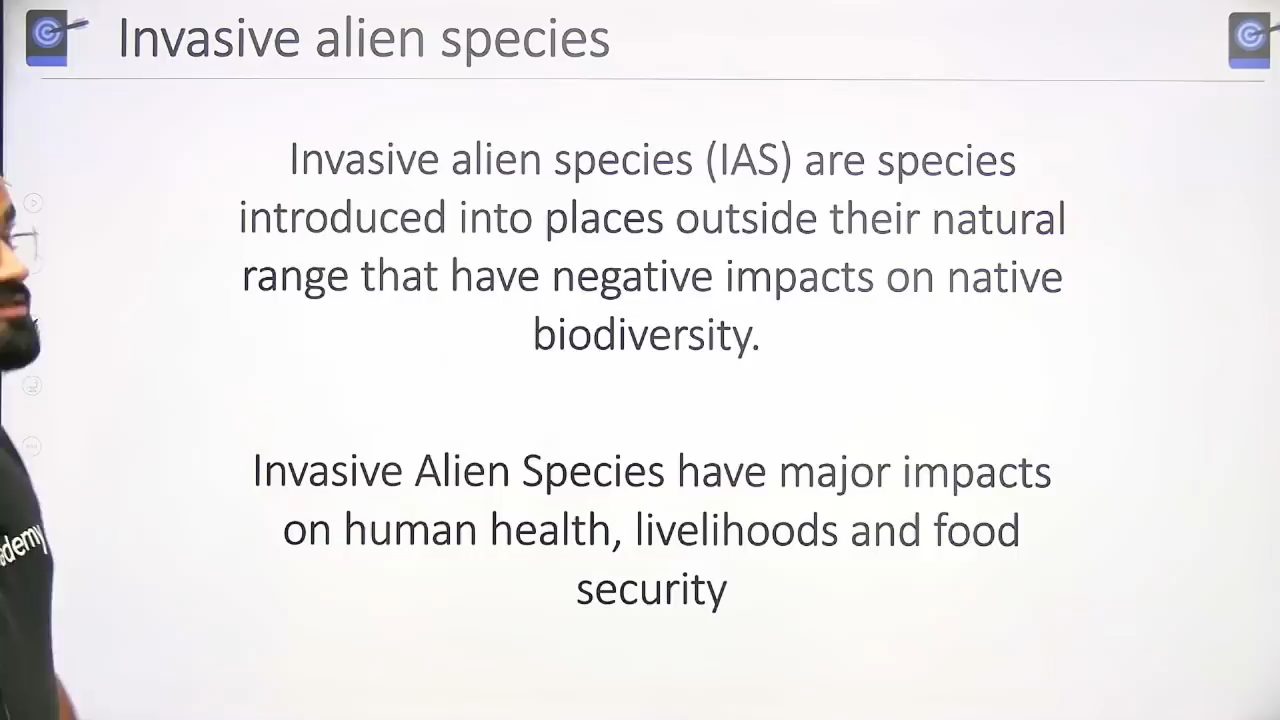 Invasive alien species
Invasive alien species (IAS) are species
introduced into places outside their natural
range that have negative impacts on native
biodiversity.
Invasive Alien Species have major impacts
on human health, livelihoods and food
security
ademy